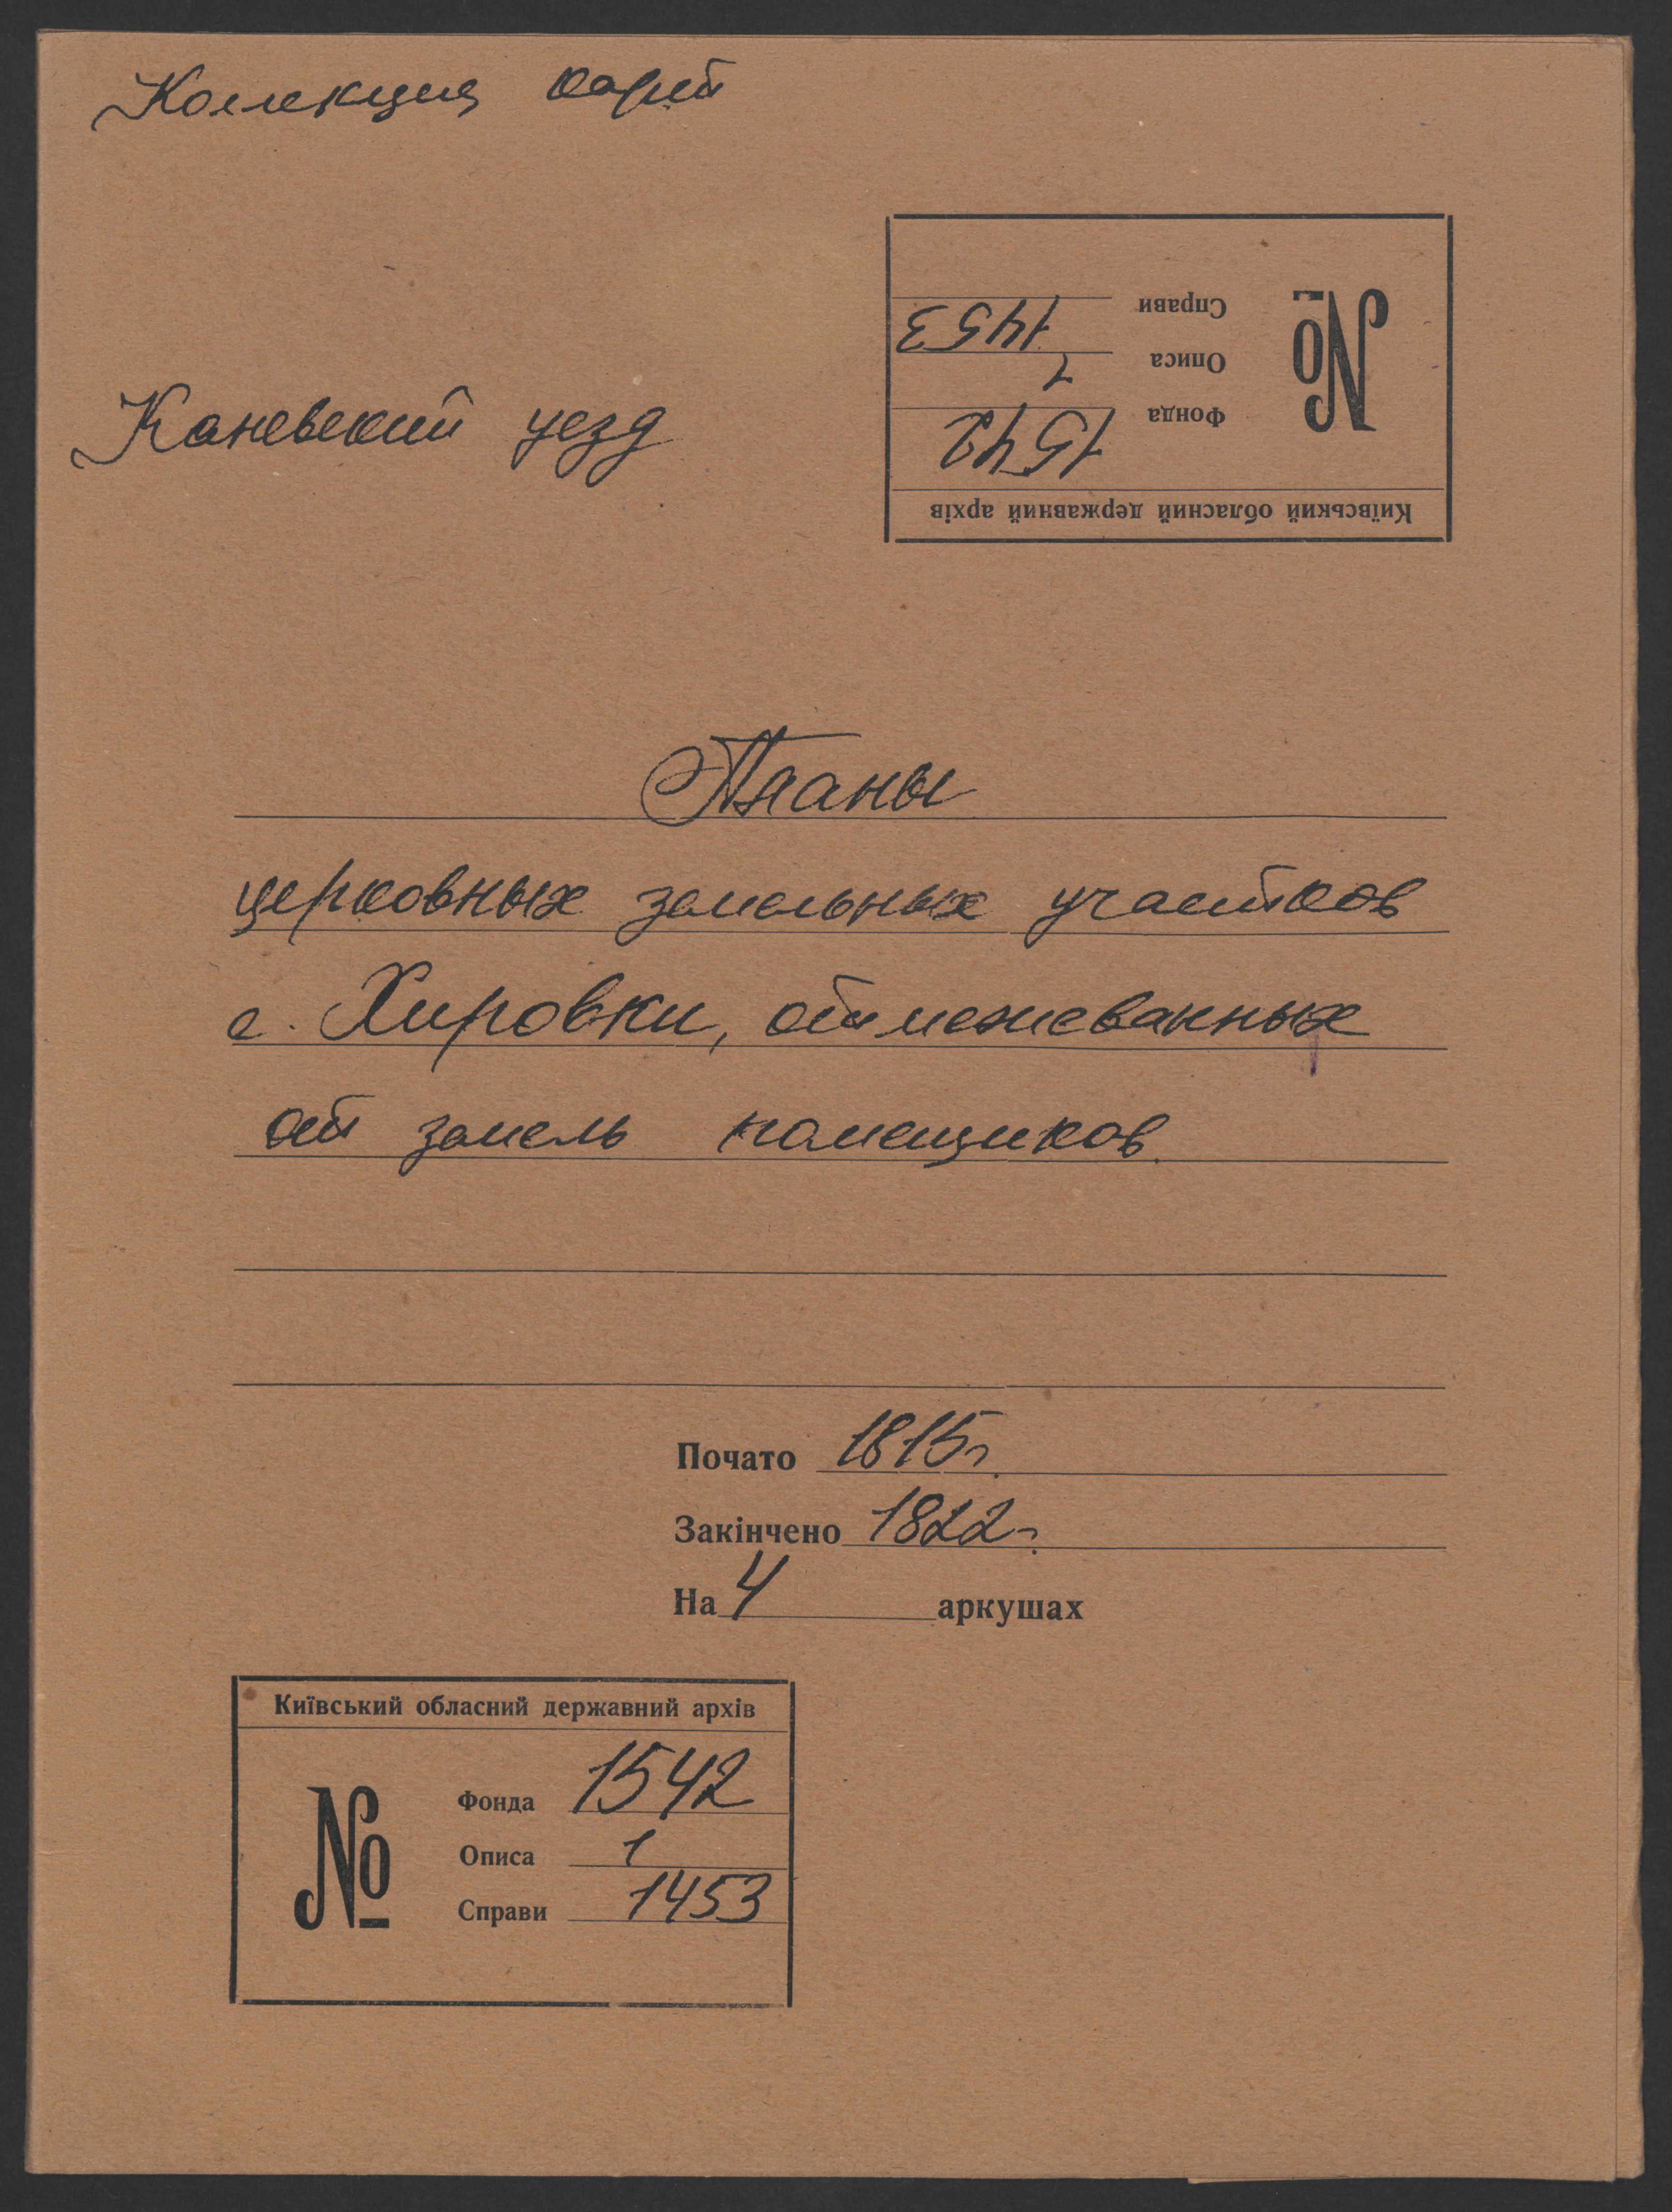 Коллекция карт
Справи 1453
Описа 1
Фонда 1542
№
Київський обласний державний архів
Каневский уезд
Планы
церковных земельных участков
с. Хировки, отмежеванных
от земель помещиков
Почато 1815 г.
Закінчено 1822 г.
На 4 аркушах
Київський обласний державний архів
№
Фонда 1542
Описа 1
Справи 1453